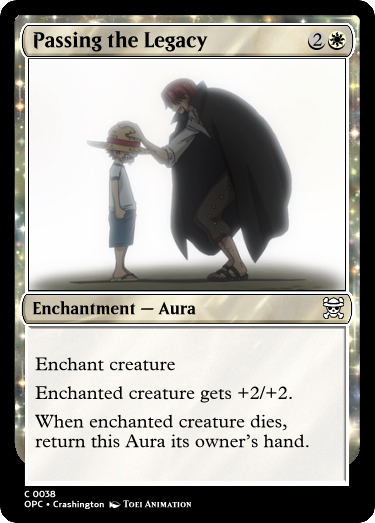 Passing the Legacy 2
Enchantment — Aura
Enchant creature
Enchanted creature gets +2/+2.
When enchanted creature dies,
return this Aura its owner's hand.
C 0038
OPC • Crashington Toei Animation